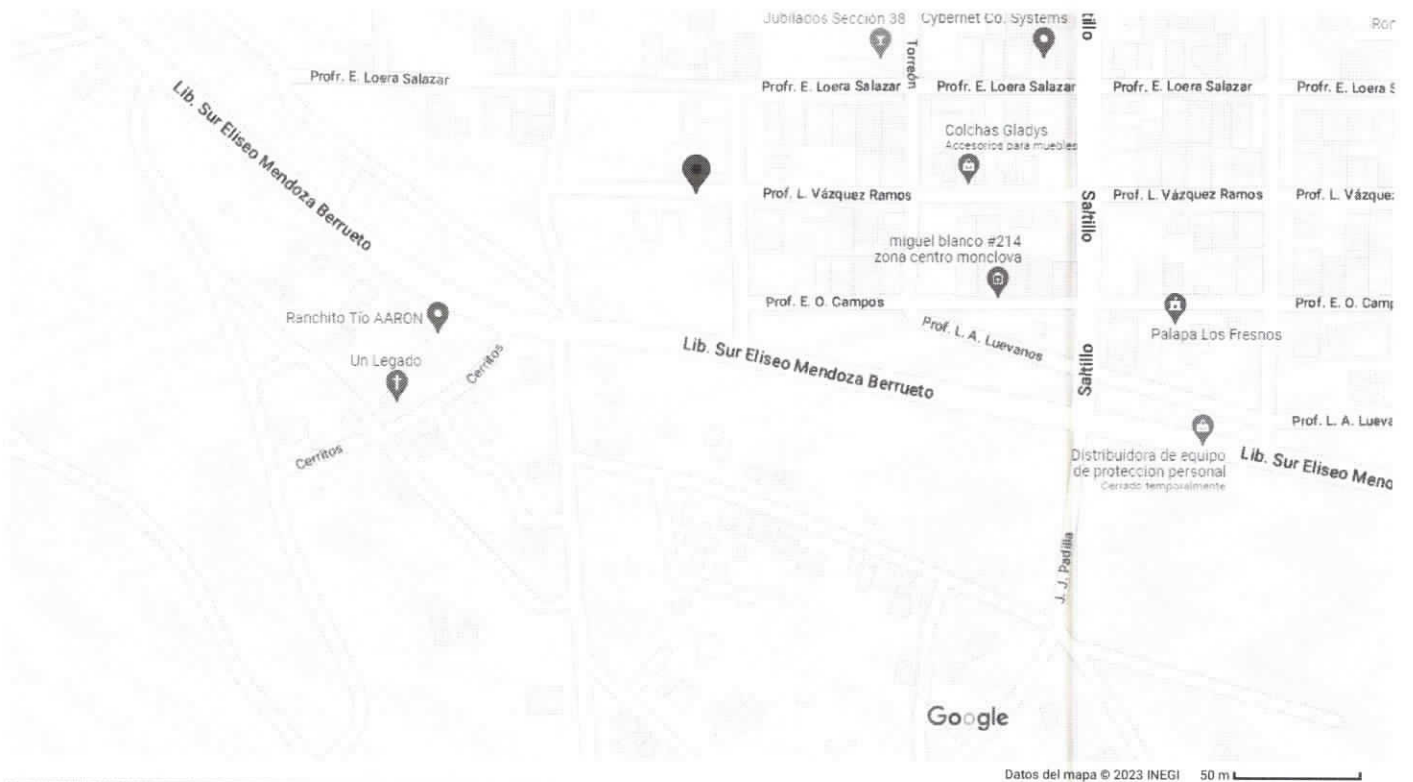 Jubilados Sección 38
Cybernet Co. Systems
tillo
Ror
Torreón
Profr. E. Loera Salazar
Profr. E. Loera Salazar
Profr. E. Loera Salazar
Profr. E. Loera Salazar
Profr. E. Loera S
Lib. Sur Eliseo Mendoza Berrueto
Colchas Gladys
Accesorios para muebles
Prof. L. Vázquez Ramos
Prof. L. Vázquez Ramos
Prof. L. Vázquez
Saltillo
miguel blanco #214
zona centro monclova
Prof. E. O. Campos
Prof. E. O. Camp
Ranchito Tío AARON
Prof. L. A. Luevanos
Palapa Los Fresnos
Un Legado
Cerritos
Lib. Sur Eliseo Mendoza Berrueto
Saltillo
Prof. L. A. Lueva
Cerritos
Distribuidora de equipo
de proteccion personal
Cerrado temporalmente
Lib. Sur Eliseo Mend
J. J. Padilla
Google
Datos del mapa © 2023 INEGI
50 m